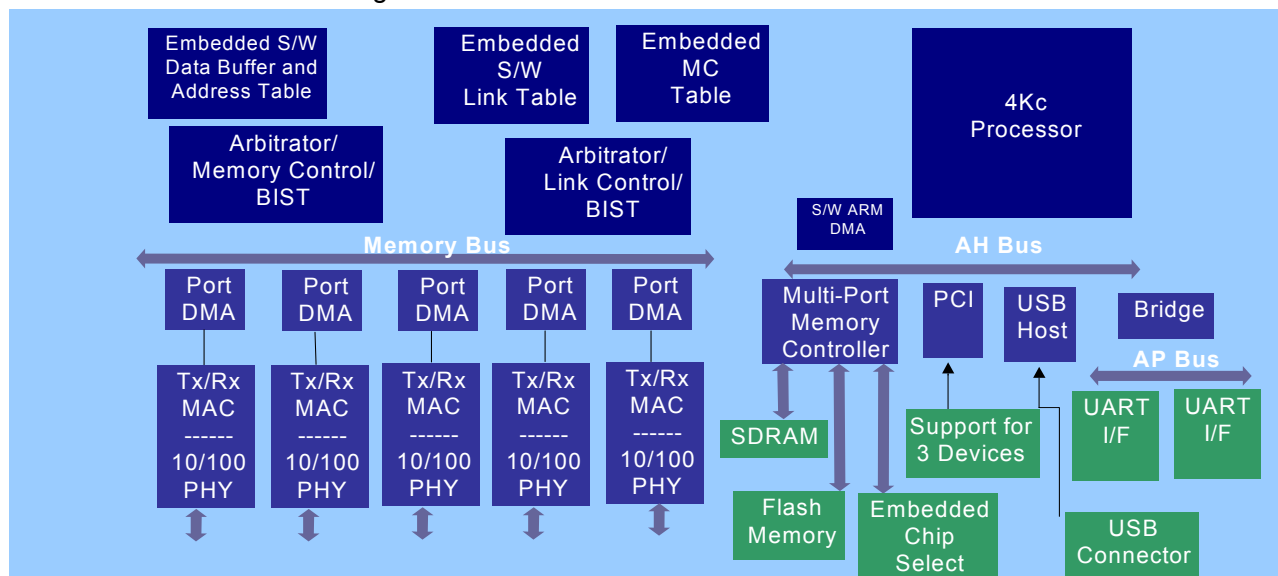 Embedded S/W
Data Buffer and
Address Table
Embedded
S/W
Link Table
Embedded
MC
Table
4Kc
Processor
Arbitrator/
Memory Control/
BIST
Arbitrator/
Link Control/
BIST
S/W ARM
DMA
Memory Bus
AH Bus
Port
DMA
Port
DMA
Port
DMA
Port
DMA
Port
DMA
Multi-Port
Memory
Controller
PCI
USB
Host
Bridge
AP Bus
Tx/Rx
MAC
------
10/100
PHY
Tx/Rx
MAC
------
10/100
PHY
Tx/Rx
MAC
------
10/100
PHY
Tx/Rx
MAC
------
10/100
PHY
Tx/Rx
MAC
------
10/100
PHY
SDRAM
Support for
3 Devices
UART
I/F
UART
I/F
Flash
Memory
Embedded
Chip
Select
USB
Connector